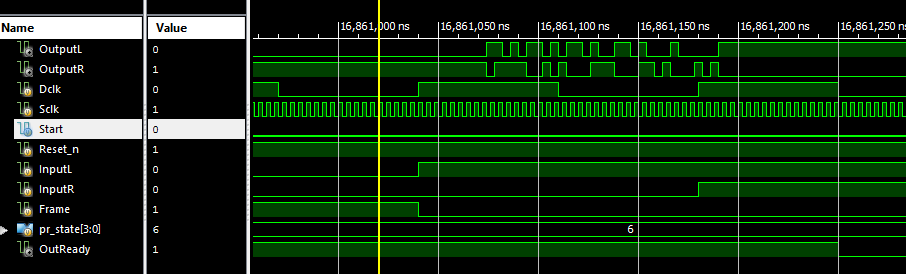 Name Value 16,861,000 ns 16,861,050 ns 16,861,100 ns 16,861,150 ns 16,861,200 ns 16,861,250 ns
OutputL 0
OutputR 1
Dclk 0
Sclk 1
Start 0
Reset_n 1
InputL 0
InputR 0
Frame 1
pr_state[3:0] 6 6
OutReady 1